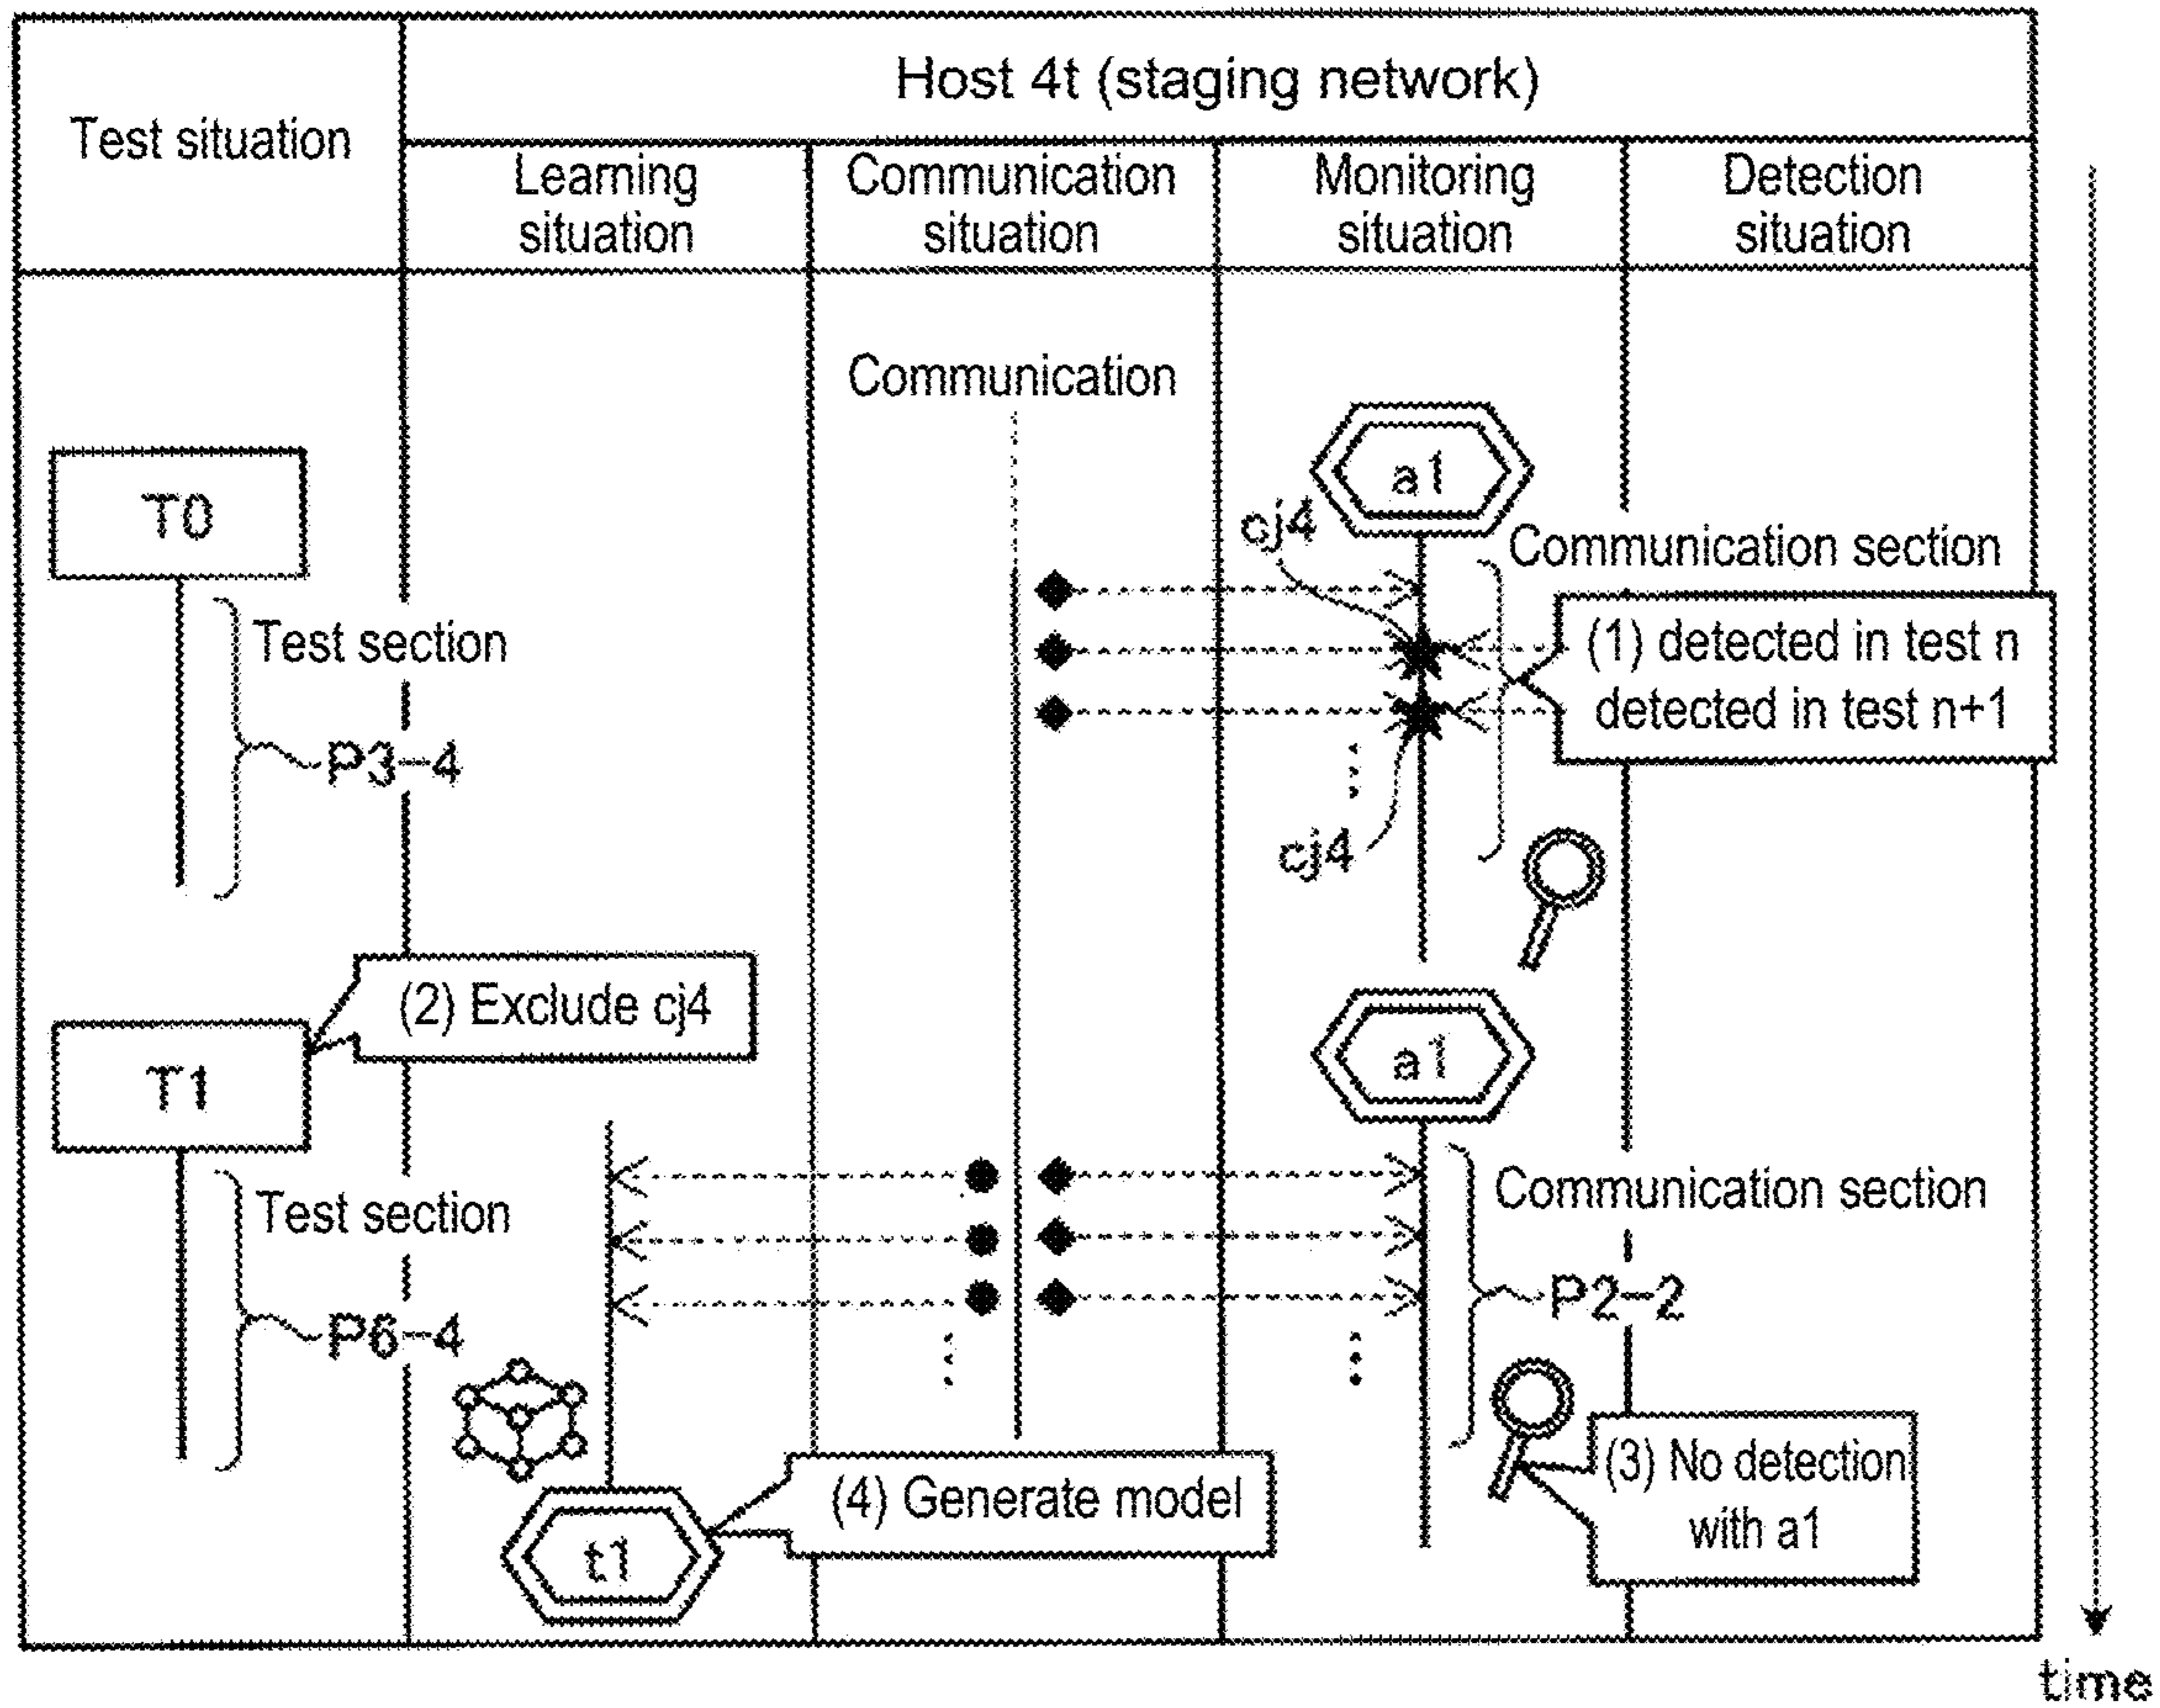 Host 4t (staging network)
Test situation
Learning
situation
Communication
situation
Monitoring
situation
Detection
situation
Communication
a1
T0
cj4
Communication section
Test section
(1) detected in test n
detected in test n+1
P3-4
cj4
(2) Exclude cj4
a1
T1
Communication section
Test section
P2-2
P6-4
(3) No detection
with a1
(4) Generate model
t1
time